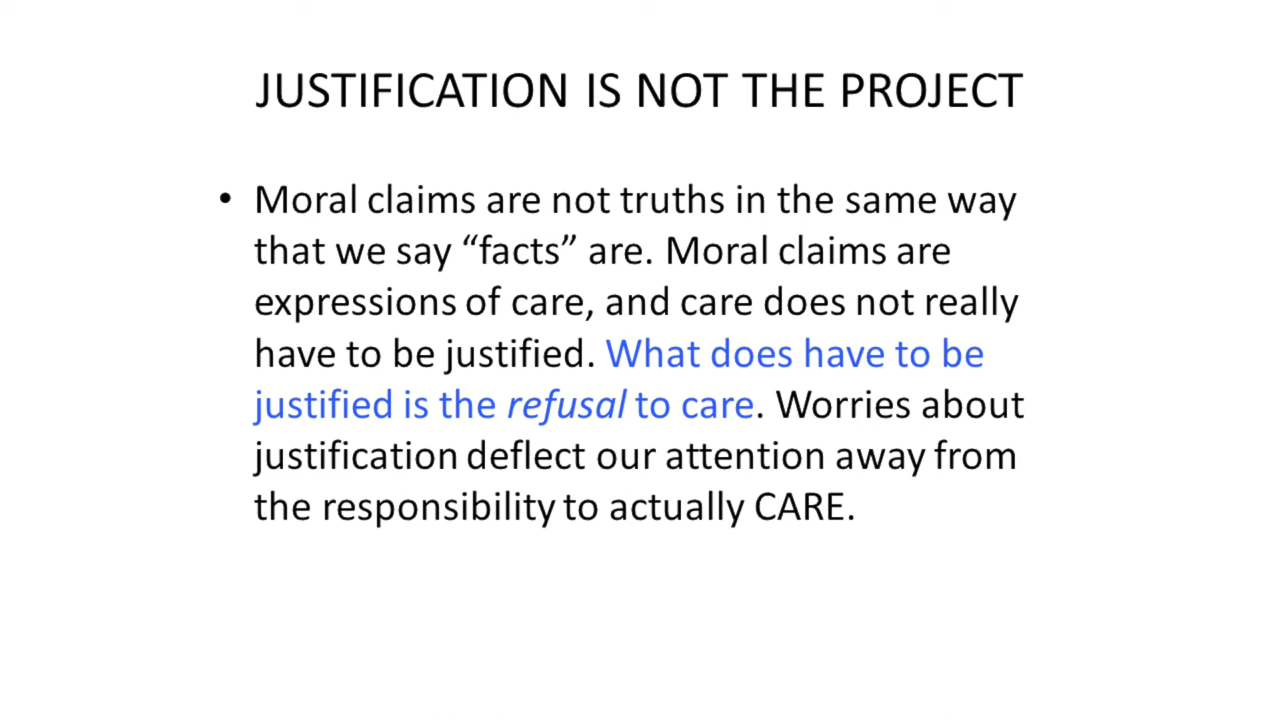 JUSTIFICATION IS NOT THE PROJECT
• Moral claims are not truths in the same way
that we say “facts” are. Moral claims are
expressions of care, and care does not really
have to be justified. What does have to be
justified is the refusal to care. Worries about
justification deflect our attention away from
the responsibility to actually CARE.